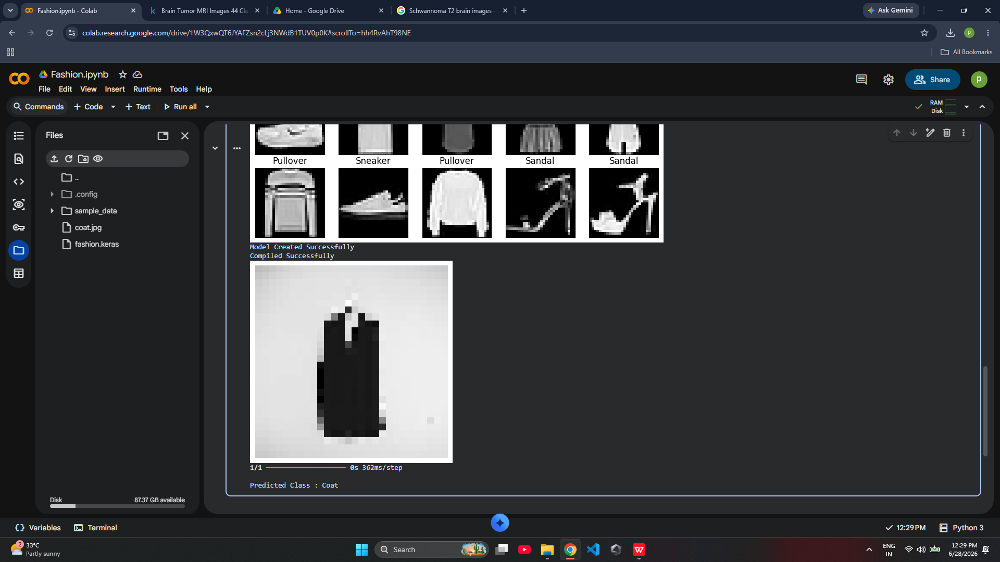 Fashion.ipynb - Colab
Brain Tumor MRI Images 44 Cla
Home - Google Drive
Schwannoma T2 brain images -
Ask Gemini
colab.research.google.com/drive/1W3QxwQT6JYAFZsn2cLj3NWdB1TUV0p0K#scrollTo=hh4RvAhT98NE
All Bookmarks
Fashion.ipynb
File Edit View Insert Runtime Tools Help
Share
p
Commands + Code + Text Run all
RAM
Disk
Files
..
.config
sample_data
coat.jpg
fashion.keras
Disk 87.37 GB available
Pullover Sneaker Pullover Sandal Sandal
Model Created Successfully
Compiled Successfully
1/1 0s 362ms/step
Predicted Class : Coat
Variables Terminal
12:29 PM Python 3
2
33°C
Partly sunny
Search
ENG
IN
12:29 PM
6/28/2026